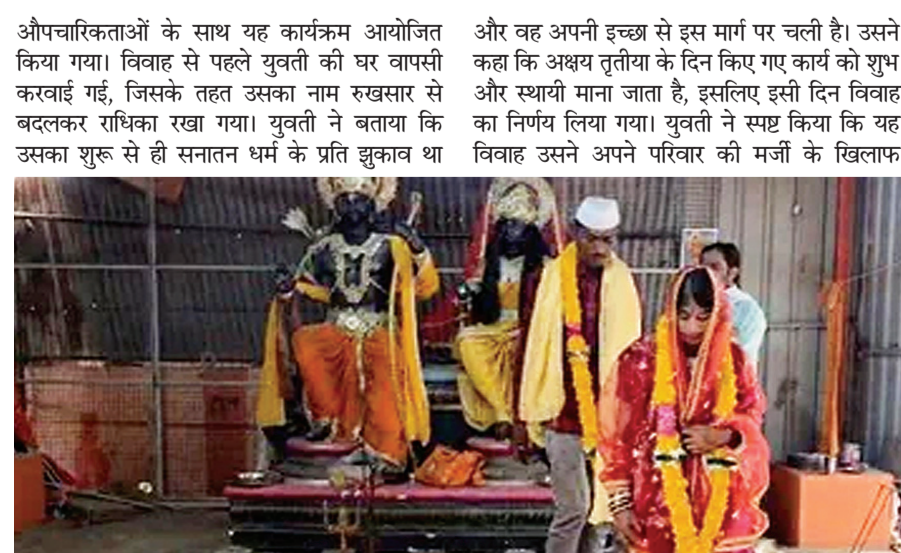 औपचारिकताओं के साथ यह कार्यक्रम आयोजित
किया गया। विवाह से पहले युवती की घर वापसी
करवाई गई, जिसके तहत उसका नाम रुखसार से
बदलकर राधिका रखा गया। युवती ने बताया कि
उसका शुरू से ही सनातन धर्म के प्रति झुकाव था
और वह अपनी इच्छा से इस मार्ग पर चली है। उसने
कहा कि अक्षय तृतीया के दिन किए गए कार्य को शुभ
और स्थायी माना जाता है, इसलिए इसी दिन विवाह
का निर्णय लिया गया। युवती ने स्पष्ट किया कि यह
विवाह उसने अपने परिवार की मर्जी के खिलाफ